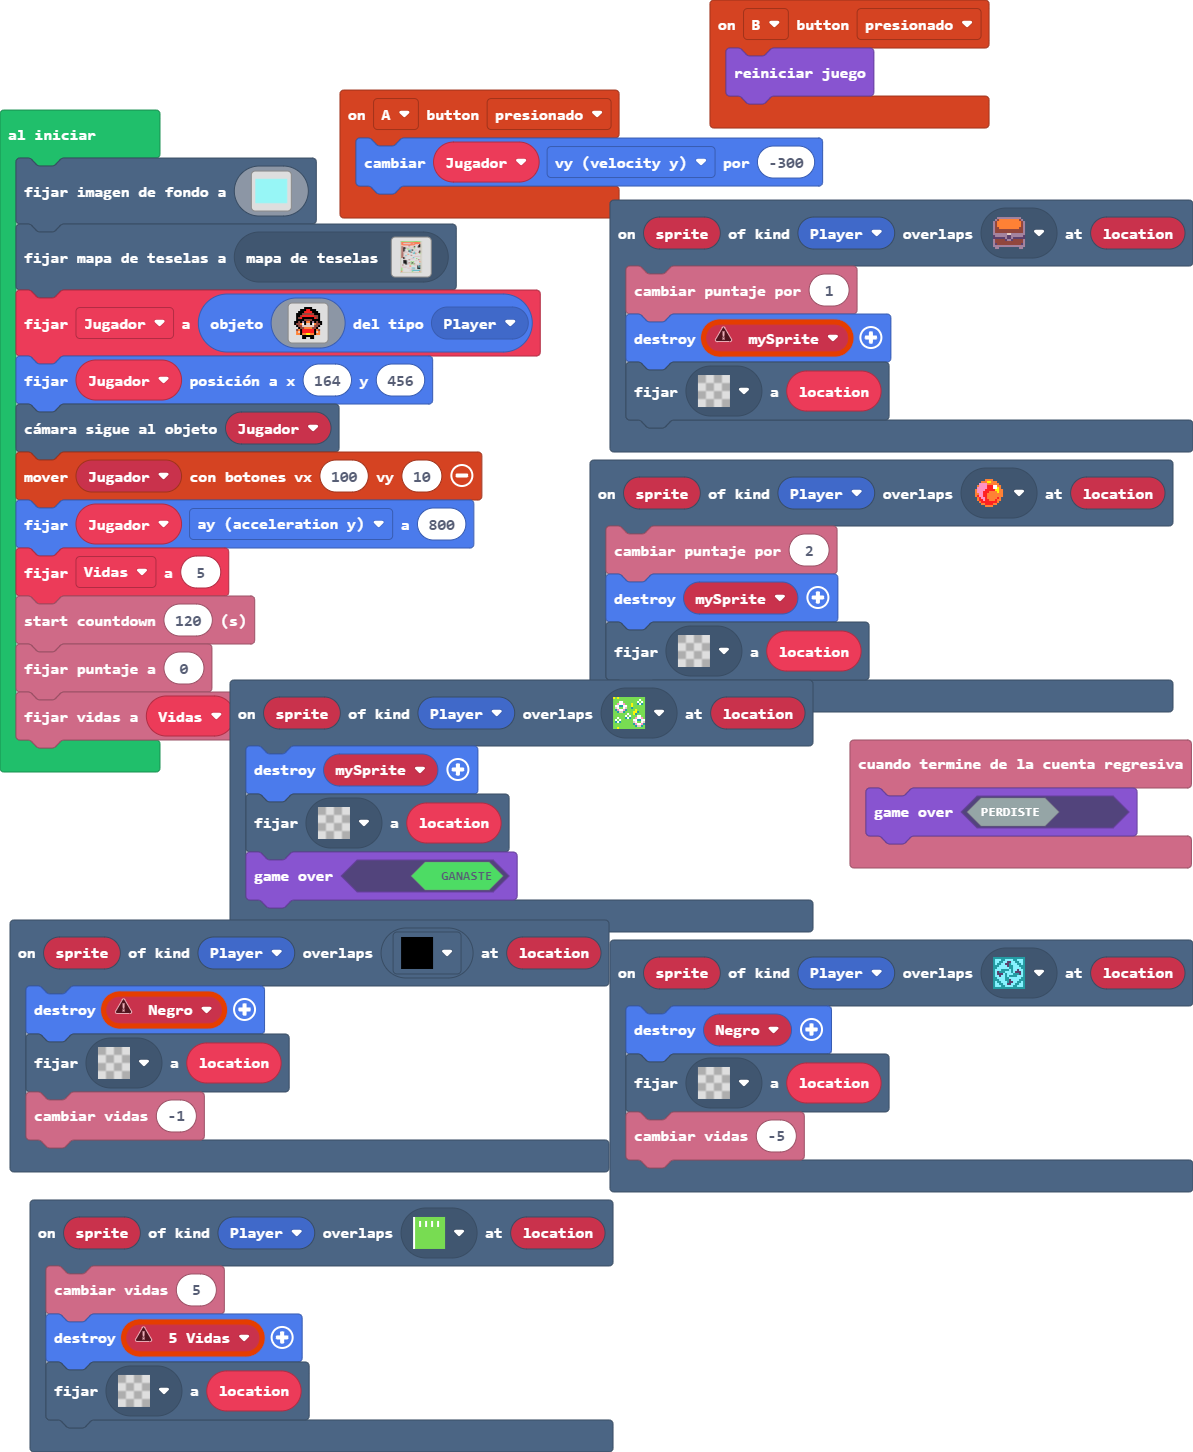 on B button presionado
reiniciar juego
on A button presionado
cambiar Jugador vy (velocity y) por -300
al iniciar
fijar imagen de fondo a
fijar mapa de teselas a mapa de teselas
fijar Jugador a objeto del tipo Player
fijar Jugador posición a x 164 y 456
cámara sigue al objeto Jugador
mover Jugador con botones vx 100 vy 10
fijar Jugador ay (acceleration y) a 800
fijar Vidas a 5
start countdown 120 (s)
fijar puntaje a 0
fijar vidas a Vidas
on sprite of kind Player overlaps at location
cambiar puntaje por 1
destroy mySprite
fijar a location
on sprite of kind Player overlaps at location
cambiar puntaje por 2
destroy mySprite
fijar a location
on sprite of kind Player overlaps at location
destroy mySprite
fijar a location
game over GANASTE
cuando termine de la cuenta regresiva
game over PERDISTE
on sprite of kind Player overlaps at location
destroy Negro
fijar a location
cambiar vidas -1
on sprite of kind Player overlaps at location
destroy Negro
fijar a location
cambiar vidas -5
on sprite of kind Player overlaps at location
cambiar vidas 5
destroy 5 Vidas
fijar a location